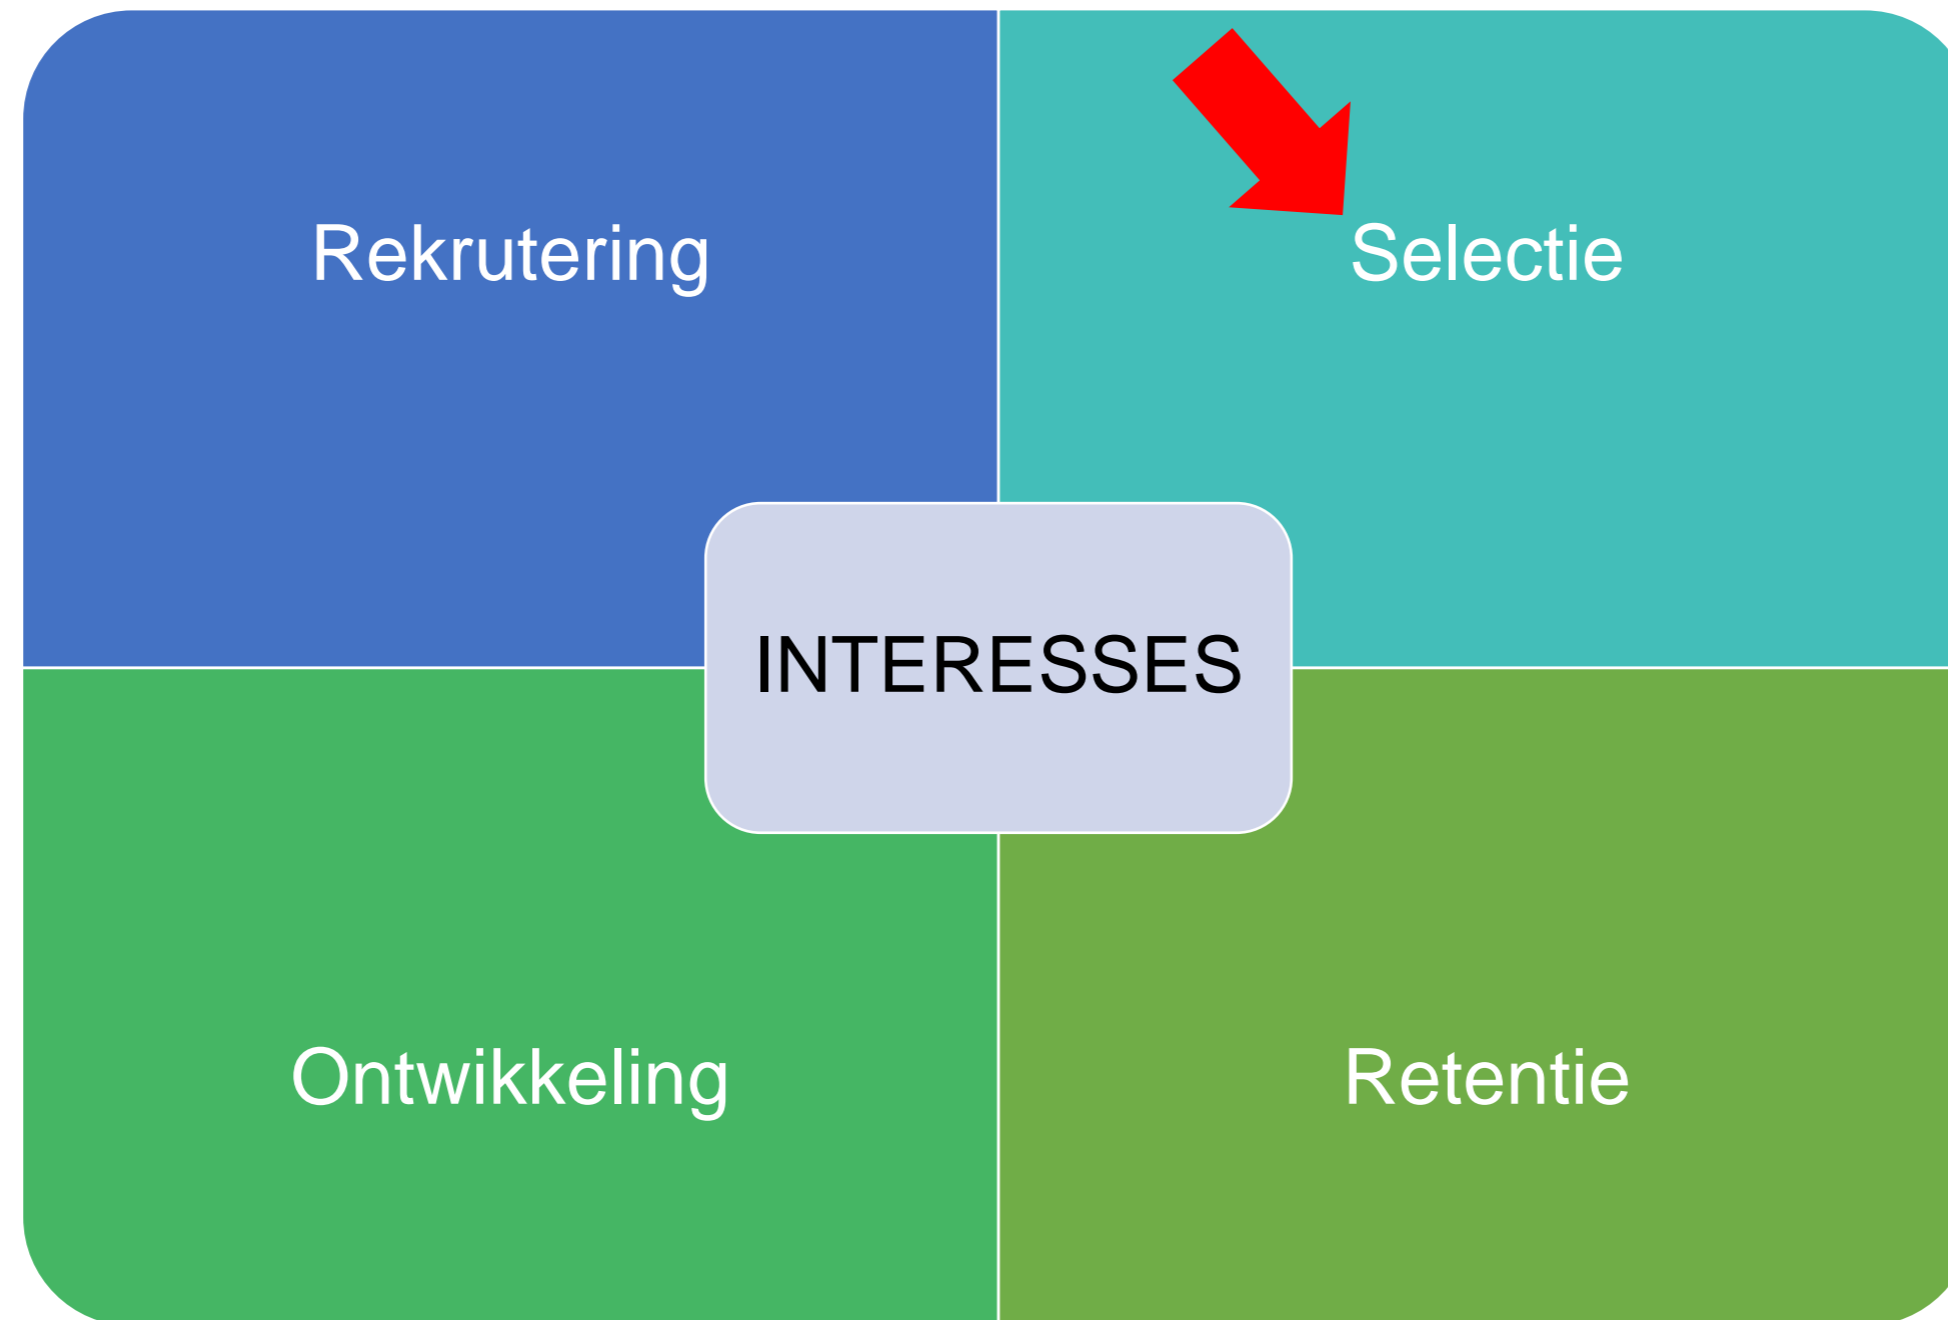 Rekrutering
Selectie
INTERESSES
Ontwikkeling
Retentie